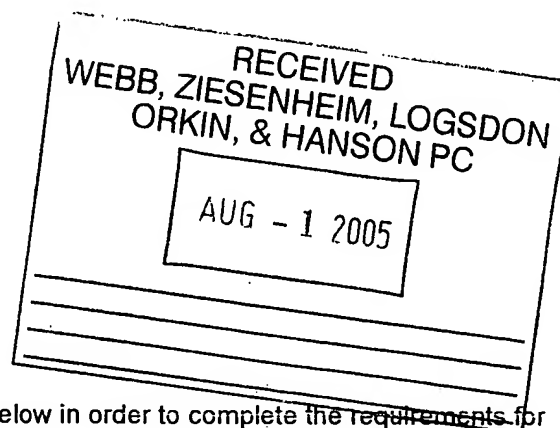 RECEIVED
WEBB, ZIESENHEIM, LOGSDON
ORKIN, & HANSON PC
AUG - 1 2005
elow in order to complete the requirements for